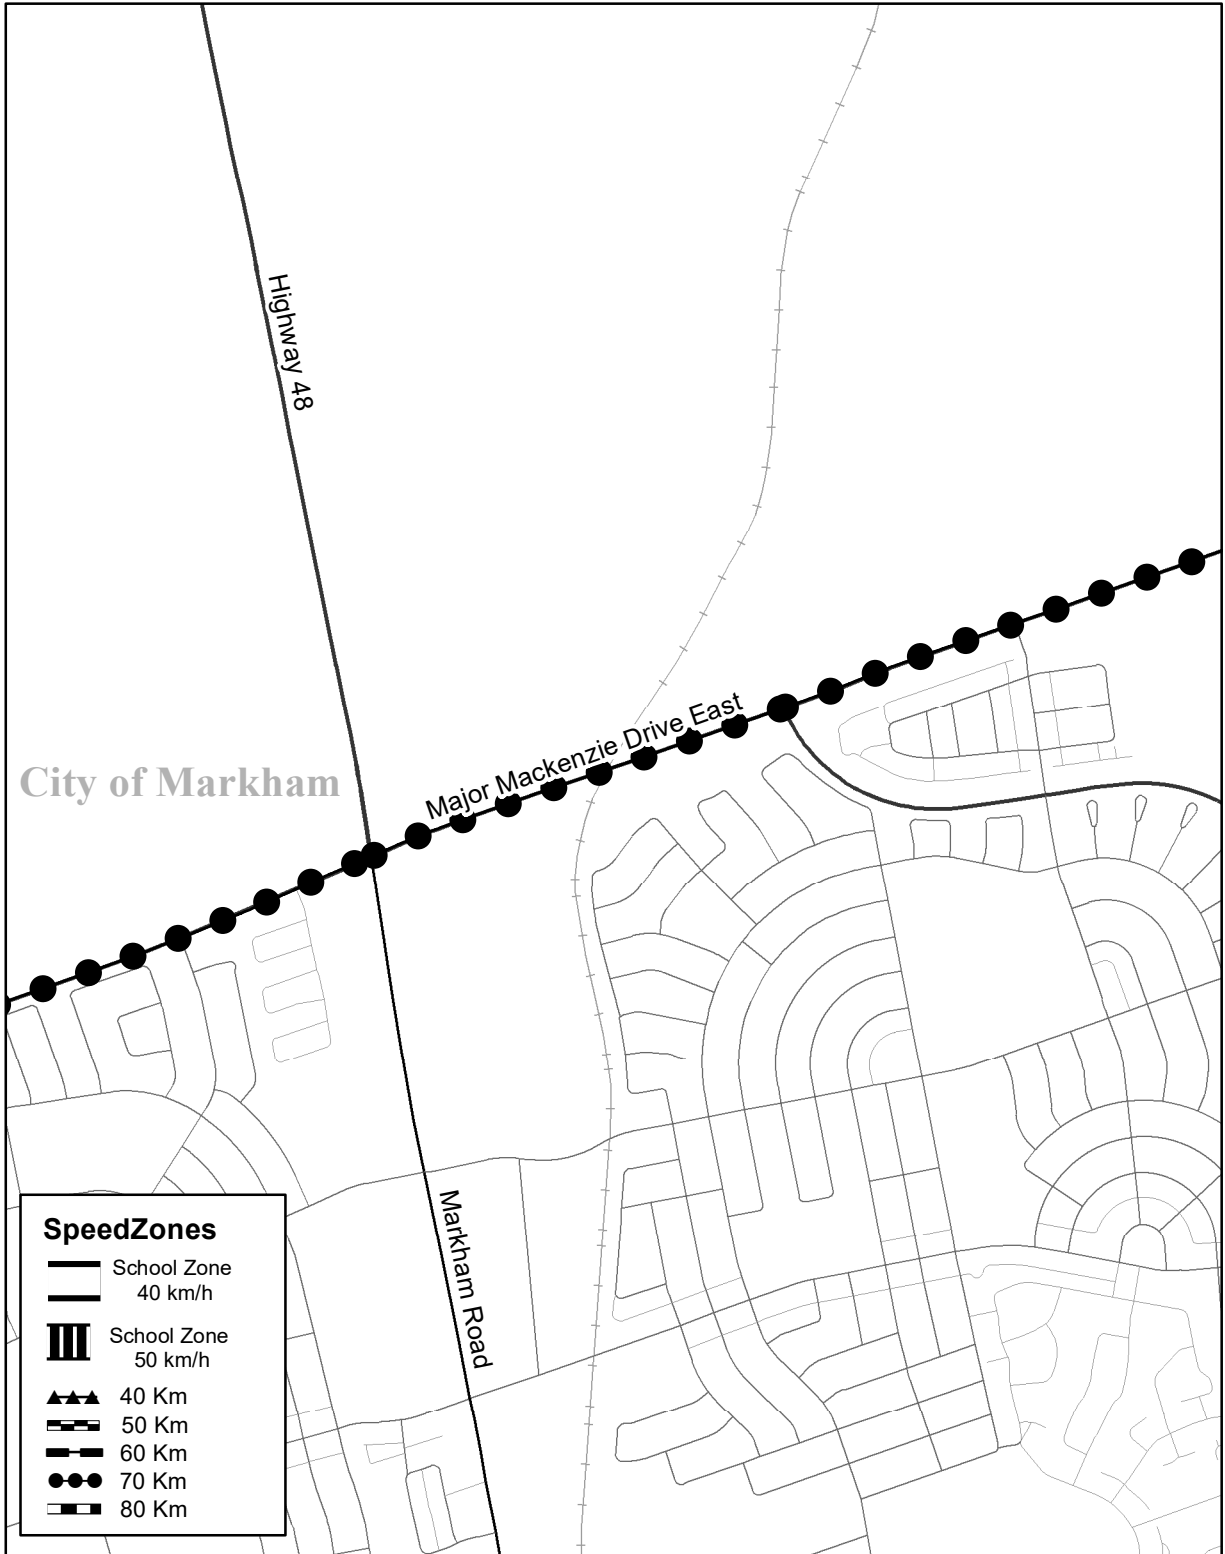 Highway 48
Major Mackenzie Drive East
City of Markham
Markham Road
SpeedZones
School Zone
40 km/h
School Zone
50 km/h
40 Km
50 Km
60 Km
70 Km
80 Km